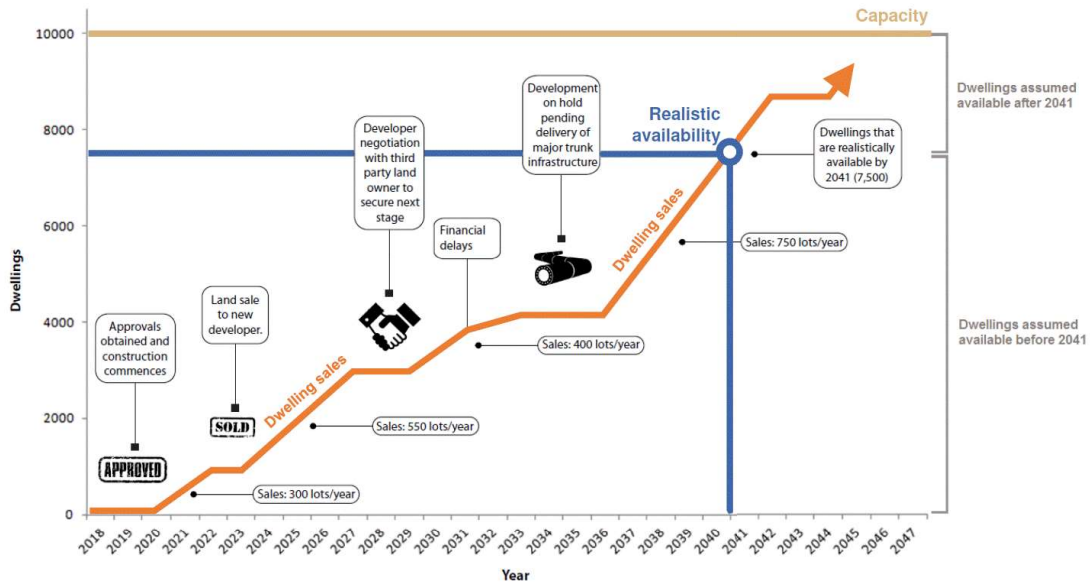 Capacity
10000
8000
6000
4000
2000
0
Dwellings
Approvals
obtained and
construction
commences
APPROVED
Land sale
to new
developer.
SOLD
Sales: 300 lots/year
Dwelling sales
Sales: 550 lots/year
Developer
negotiation
with third
party land
owner to
secure next
stage
Financial
delays
Sales: 400 lots/year
Development
on hold
pending
delivery of
major trunk
infrastructure
Dwelling sales
Realistic
availability
Dwellings that
are realistically
available by
2041 (7,500)
Sales: 750 lots/year
Dwellings assumed
available after 2041
Dwellings assumed
available before 2041
2018
2019
2020
2021
2022
2023
2024
2025
2026
2027
2028
2029
2030
2031
2032
2033
2034
2035
2036
2037
2038
2039
2040
2041
2042
2043
2044
2045
2046
2047
Year